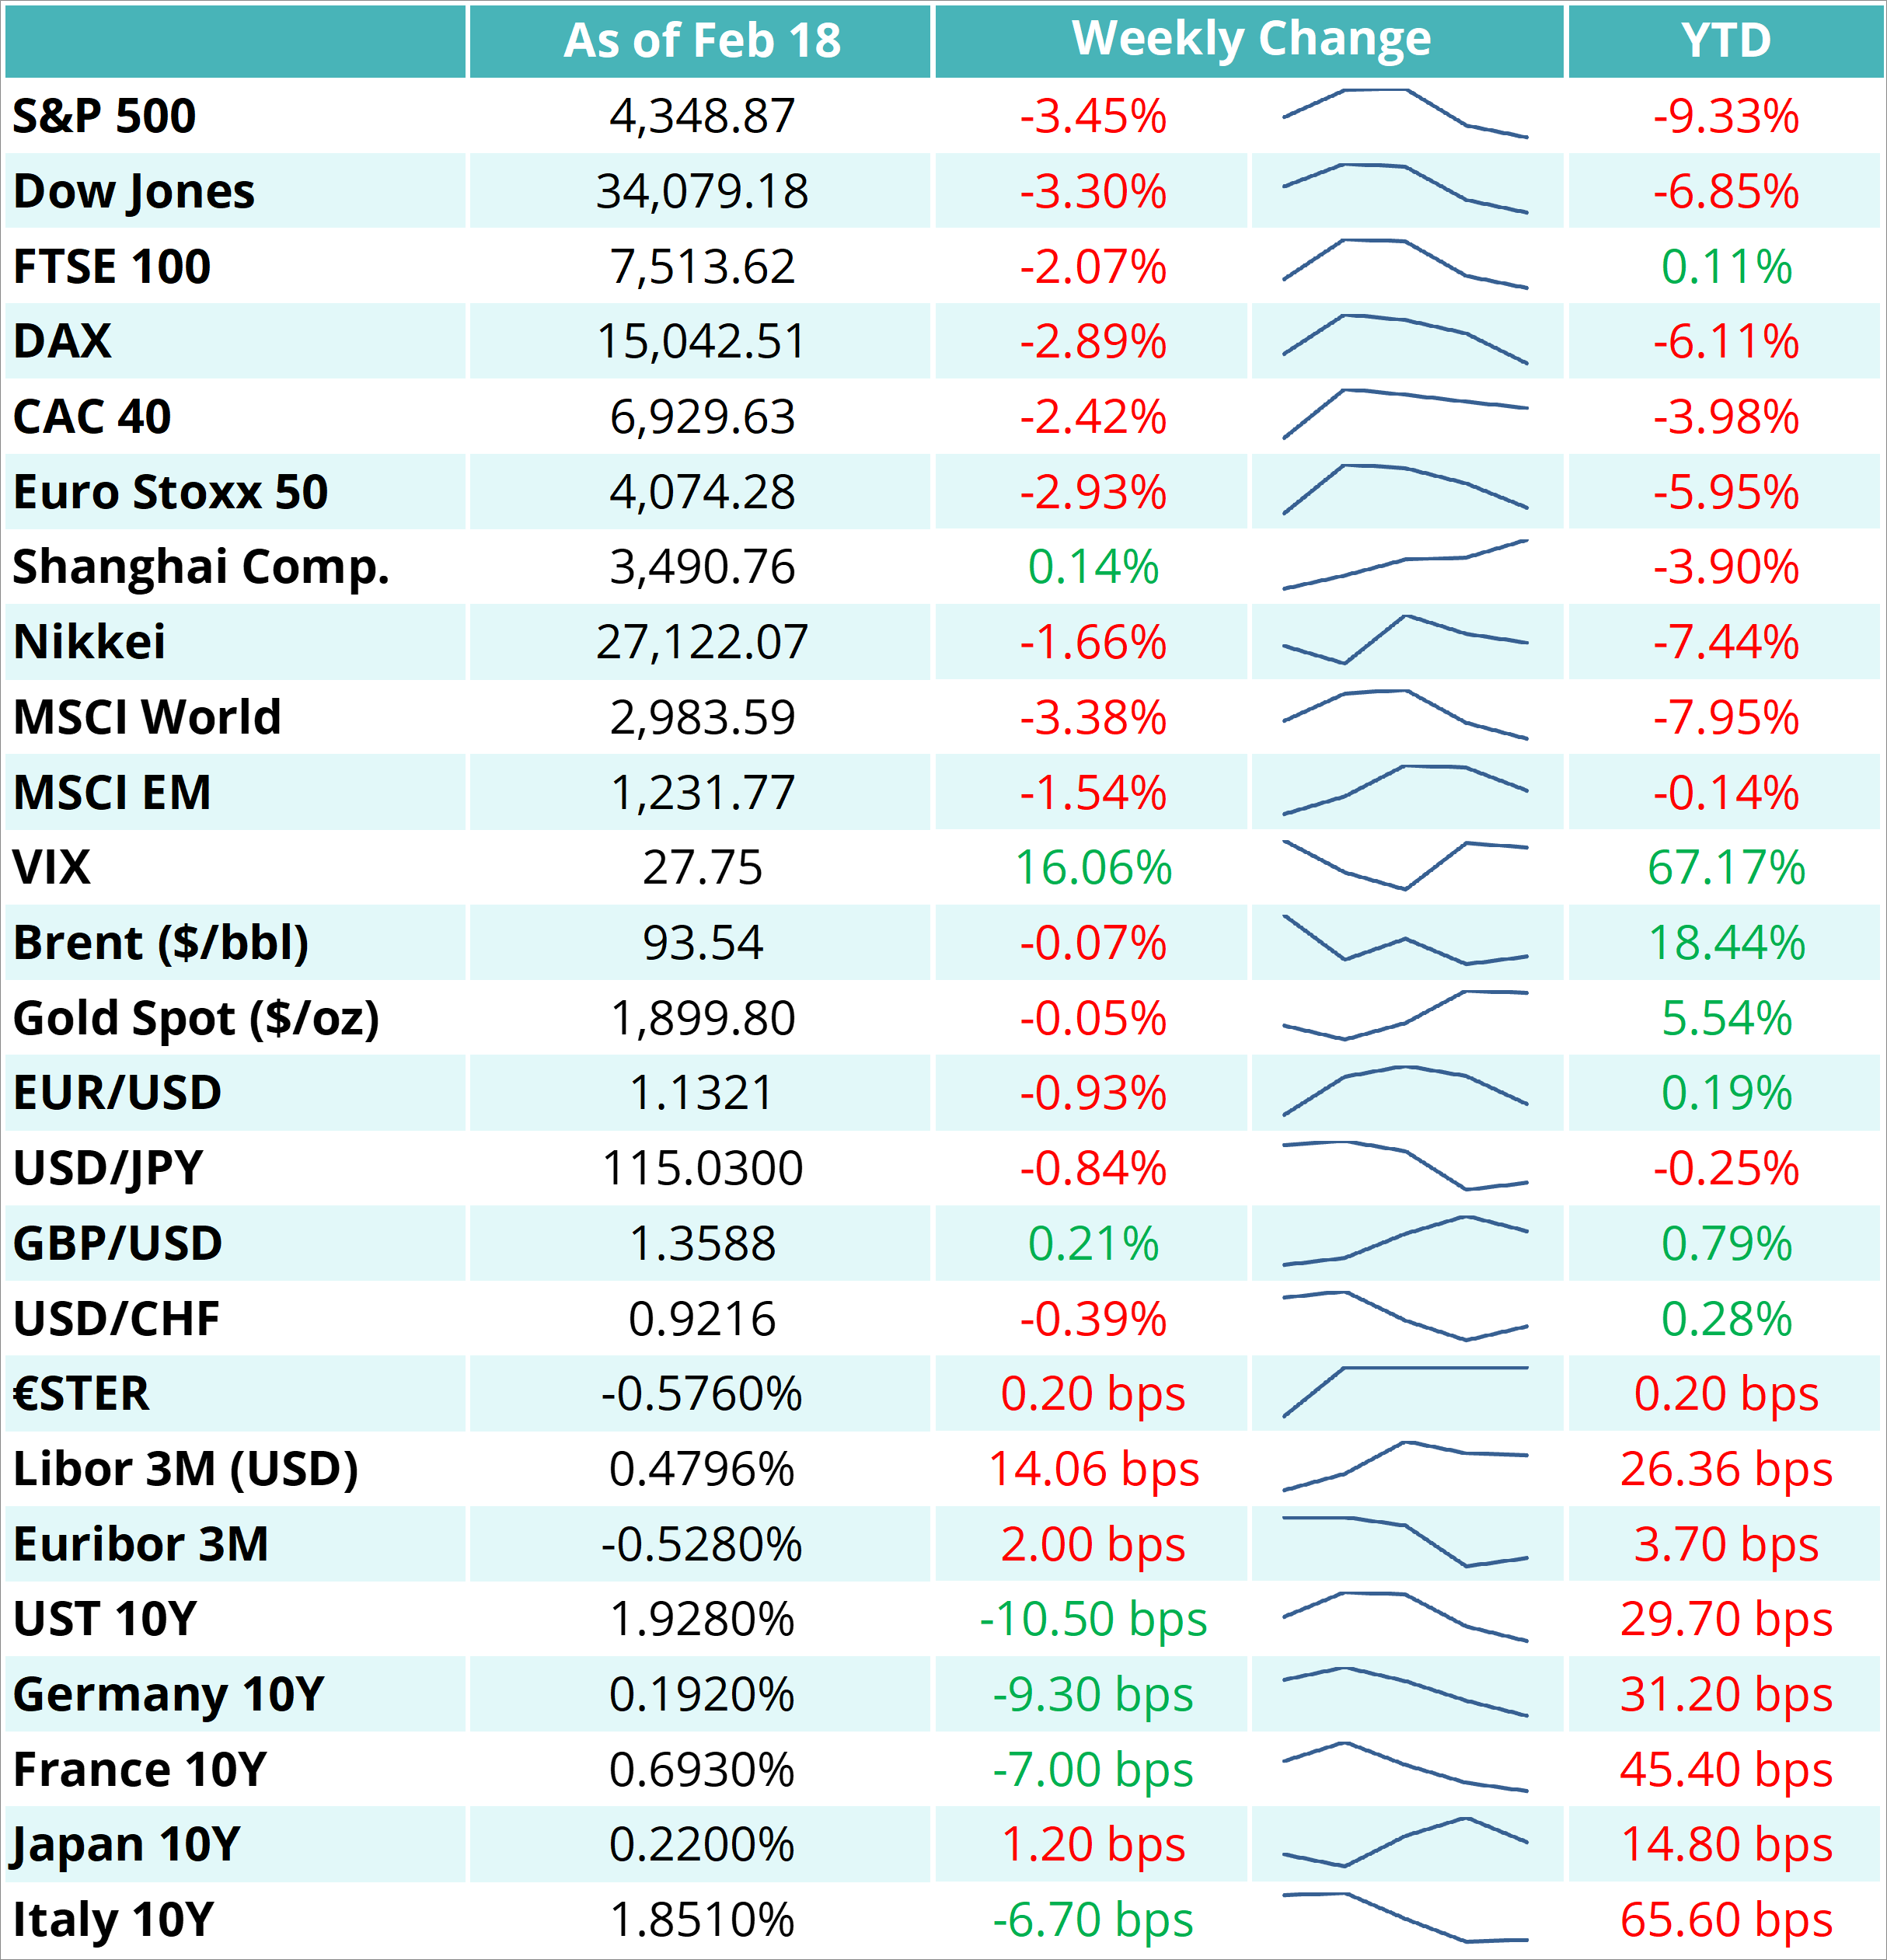 As of Feb 18 Weekly Change YTD
S&P 500 4,348.87 -3.45% -9.33%
Dow Jones 34,079.18 -3.30% -6.85%
FTSE 100 7,513.62 -2.07% 0.11%
DAX 15,042.51 -2.89% -6.11%
CAC 40 6,929.63 -2.42% -3.98%
Euro Stoxx 50 4,074.28 -2.93% -5.95%
Shanghai Comp. 3,490.76 0.14% -3.90%
Nikkei 27,122.07 -1.66% -7.44%
MSCI World 2,983.59 -3.38% -7.95%
MSCI EM 1,231.77 -1.54% -0.14%
VIX 27.75 16.06% 67.17%
Brent ($/bbl) 93.54 -0.07% 18.44%
Gold Spot ($/oz) 1,899.80 -0.05% 5.54%
EUR/USD 1.1321 -0.93% 0.19%
USD/JPY 115.0300 -0.84% -0.25%
GBP/USD 1.3588 0.21% 0.79%
USD/CHF 0.9216 -0.39% 0.28%
€STER -0.5760% 0.20 bps 0.20 bps
Libor 3M (USD) 0.4796% 14.06 bps 26.36 bps
Euribor 3M -0.5280% 2.00 bps 3.70 bps
UST 10Y 1.9280% -10.50 bps 29.70 bps
Germany 10Y 0.1920% -9.30 bps 31.20 bps
France 10Y 0.6930% -7.00 bps 45.40 bps
Japan 10Y 0.2200% 1.20 bps 14.80 bps
Italy 10Y 1.8510% -6.70 bps 65.60 bps